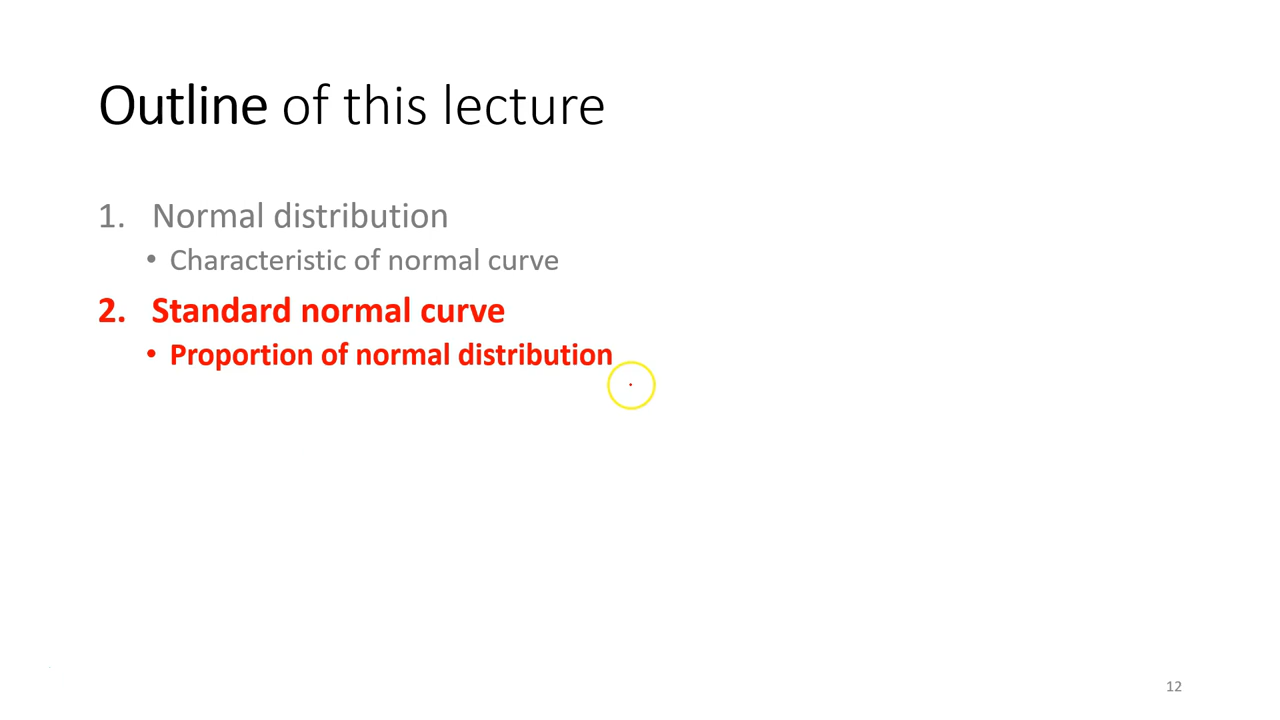 Outline of this lecture
1. Normal distribution
• Characteristic of normal curve
2. Standard normal curve
• Proportion of normal distribution
12